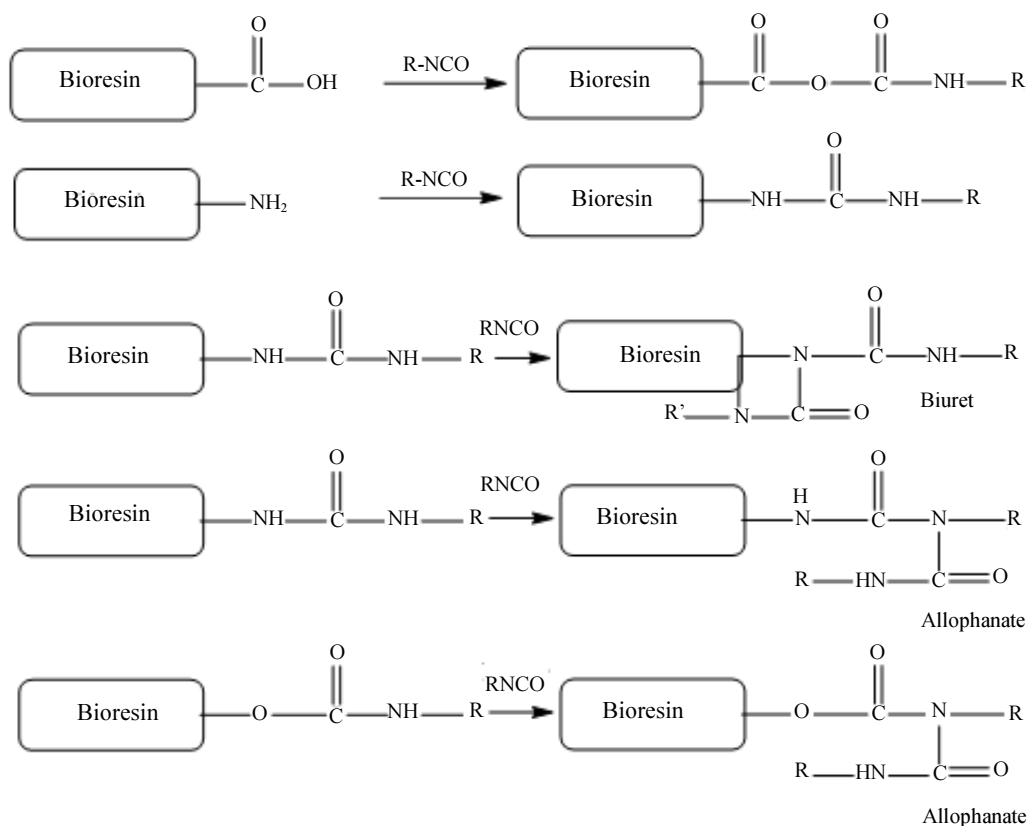 O O O
Bioresin C OH R-NCO Bioresin C O C NH R
O
Bioresin NH₂ R-NCO Bioresin NH C NH R
O O
Bioresin NH C NH R RNCO Bioresin N C NH R
R' N C O Biuret
O O
Bioresin NH C NH R RNCO Bioresin H N C N R
R HN C O
Allophanate
O O
Bioresin O C NH R RNCO Bioresin O C N R
R HN C O
Allophanate